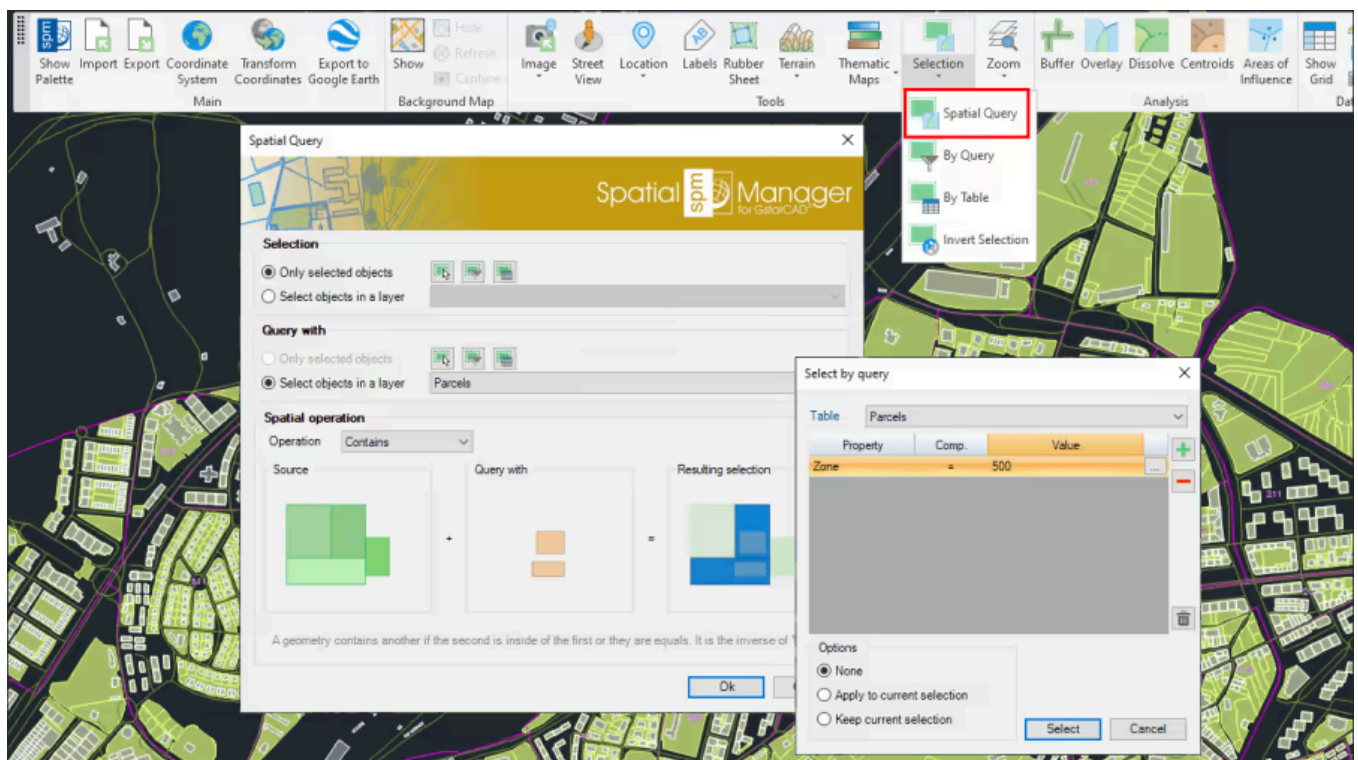 spm
Show Palette
Import
Export
Coordinate System
Transform Coordinates
Export to Google Earth
Main
Show
Hide
Refresh
Capture
Background Map
Image
Street View
Location
AB
Labels
Rubber Sheet
Terrain
Thematic Maps
Selection
Zoom
Tools
Buffer
Overlay
Dissolve
Centroids
Areas of Influence
Analysis
Show Grid
Spatial Query
By Query
By Table
Invert Selection
Spatial Query
Spatial spm Manager
for GstarCAD
Selection
Only selected objects
Select objects in a layer
Query with
Only selected objects
Select objects in a layer
Parcels
Spatial operation
Operation
Contains
Source
Query with
Resulting selection
+
=
A geometry contains another if the second is inside of the first or they are equals. It is the inverse of
Ok
Select by query
Table
Parcels
Property
Comp.
Value
Zone
=
500
...
Options
None
Apply to current selection
Keep current selection
Select
Cancel
211